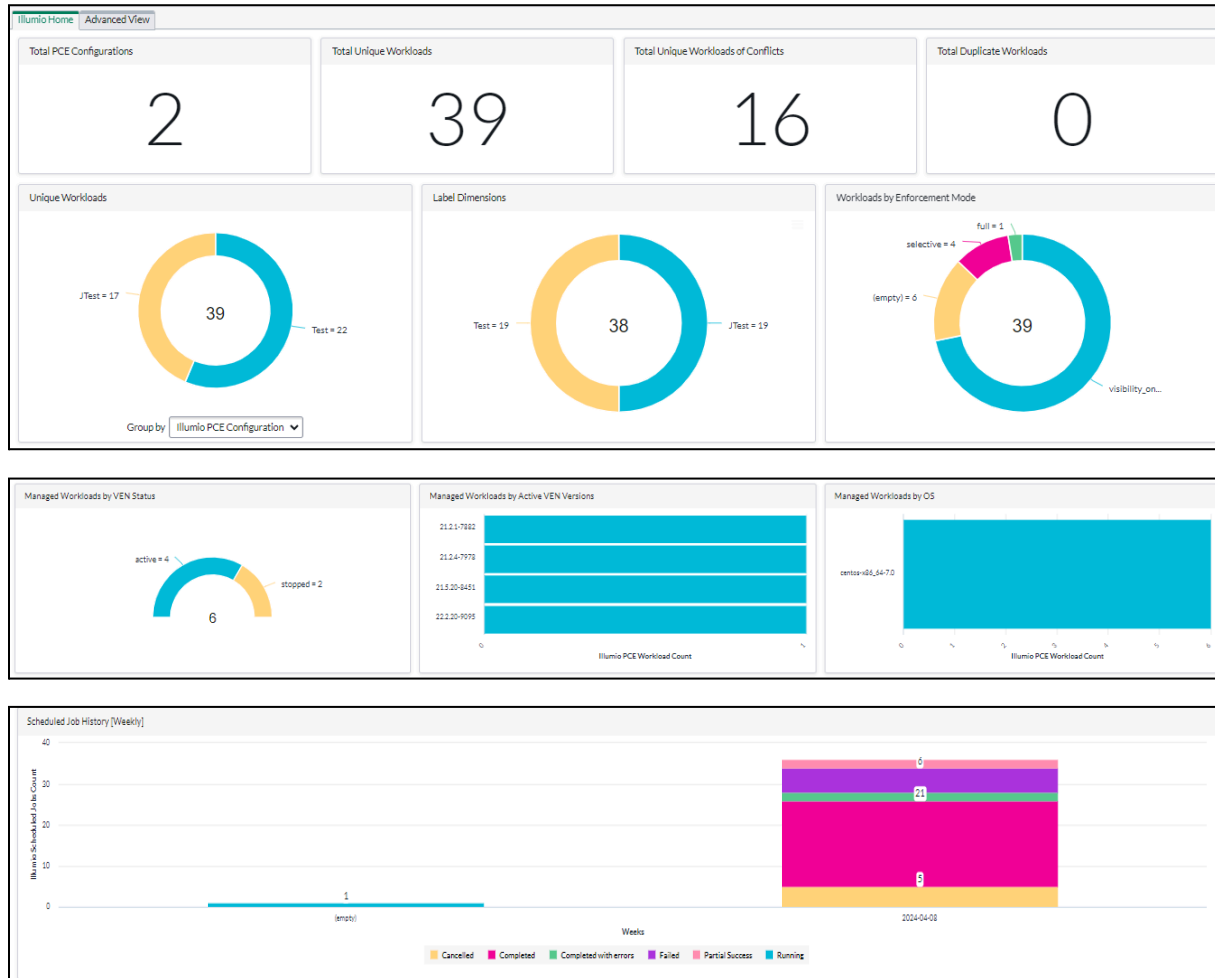 Illumio Home Advanced View
Total PCE Configurations
Total Unique Workloads
Total Unique Workloads of Conflicts
Total Duplicate Workloads
2
39
16
0
Unique Workloads
Label Dimensions
Workloads by Enforcement Mode
JTest = 17
39
Test = 22
Group by Illumio PCE Configuration
Test = 19
38
JTest = 19
full = 1
selective = 4
(empty) = 6
39
visibility_on...
Managed Workloads by VEN Status
Managed Workloads by Active VEN Versions
Managed Workloads by OS
active = 4
stopped = 2
6
21.2.1-7882
21.2.4-7978
21.5.20-8451
22.2.20-9095
0 1
Illumio PCE Workload Count
centos-x86_64-7.0
0 1 2 3 4 5 6
Illumio PCE Workload Count
Scheduled Job History [Weekly]
Illumio Scheduled Jobs Count
40
30
20
10
0
1
6
21
5
(empty)
2024-04-08
Weeks
Cancelled Completed Completed with errors Failed Partial Success Running